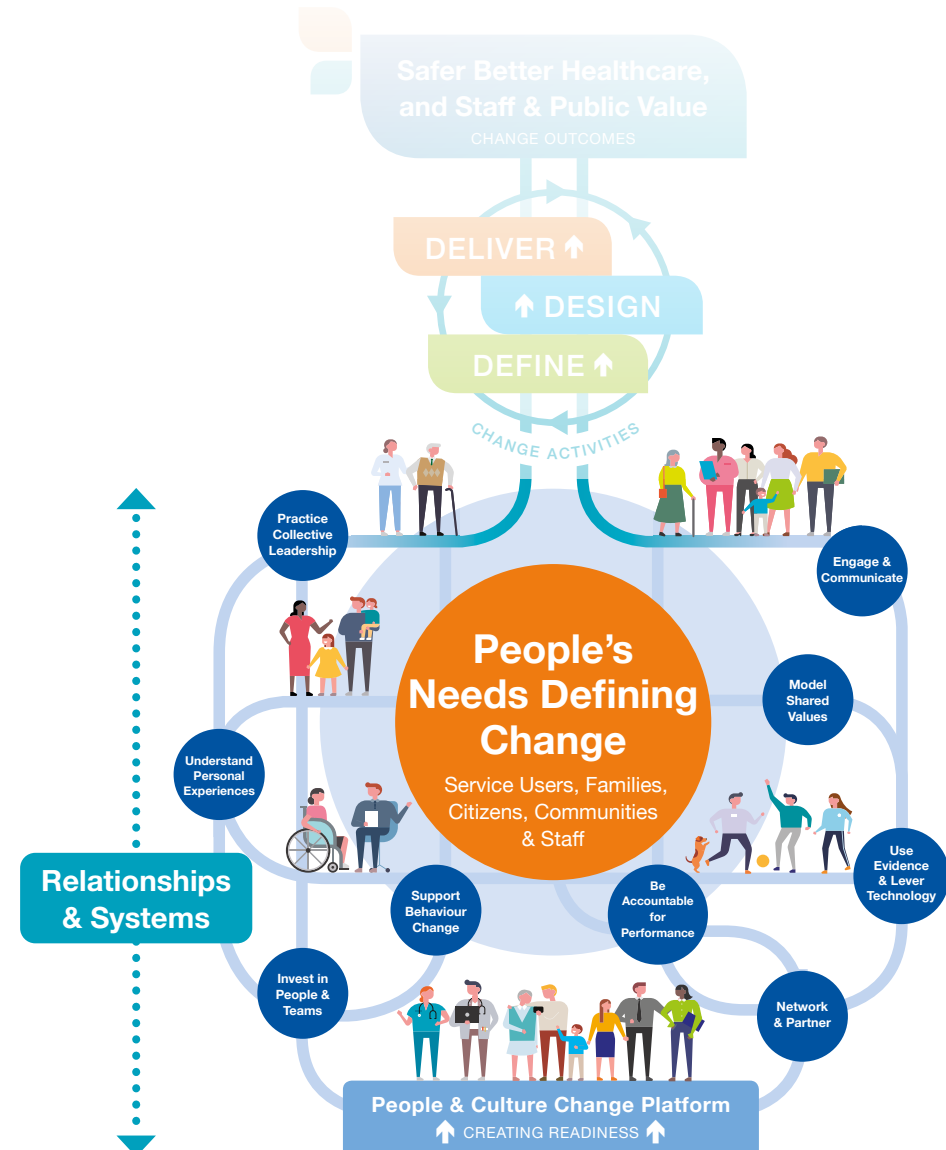 Safer Better Healthcare,
and Staff & Public Value
CHANGE OUTCOMES
DELIVER
DESIGN
DEFINE
CHANGE ACTIVITIES
Practice
Collective
Leadership
Engage &
Communicate
People's
Needs Defining
Change
Service Users, Families,
Citizens, Communities
& Staff
Model
Shared
Values
Understand
Personal
Experiences
Use
Evidence
& Lever
Technology
Relationships
& Systems
Support
Behaviour
Change
Be
Accountable
for
Performance
Invest in
People &
Teams
Network
& Partner
People & Culture Change Platform
CREATING READINESS